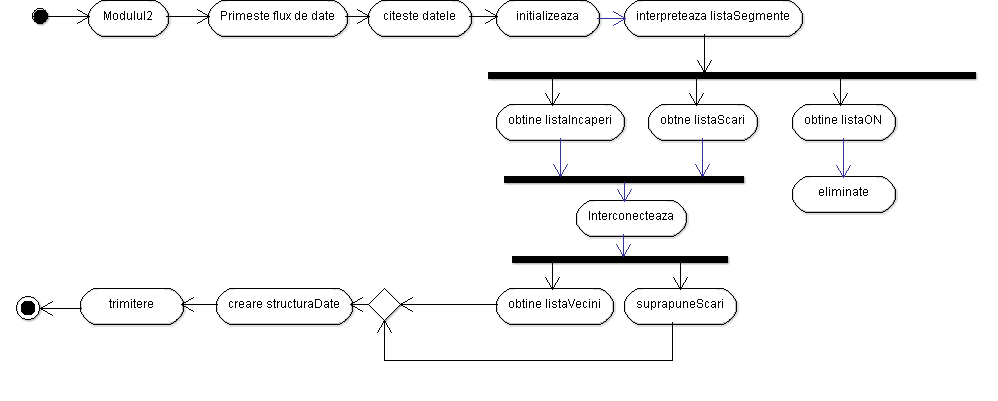 Modulul2
Primeste flux de date
citeste datele
initializeaza
interpreteaza listaSegmente
obtine listaIncaperi
obtne listaScari
obtine listaON
eliminate
Interconecteaza
trimitere
creare structuraDate
obtine listaVecini
suprapuneScari